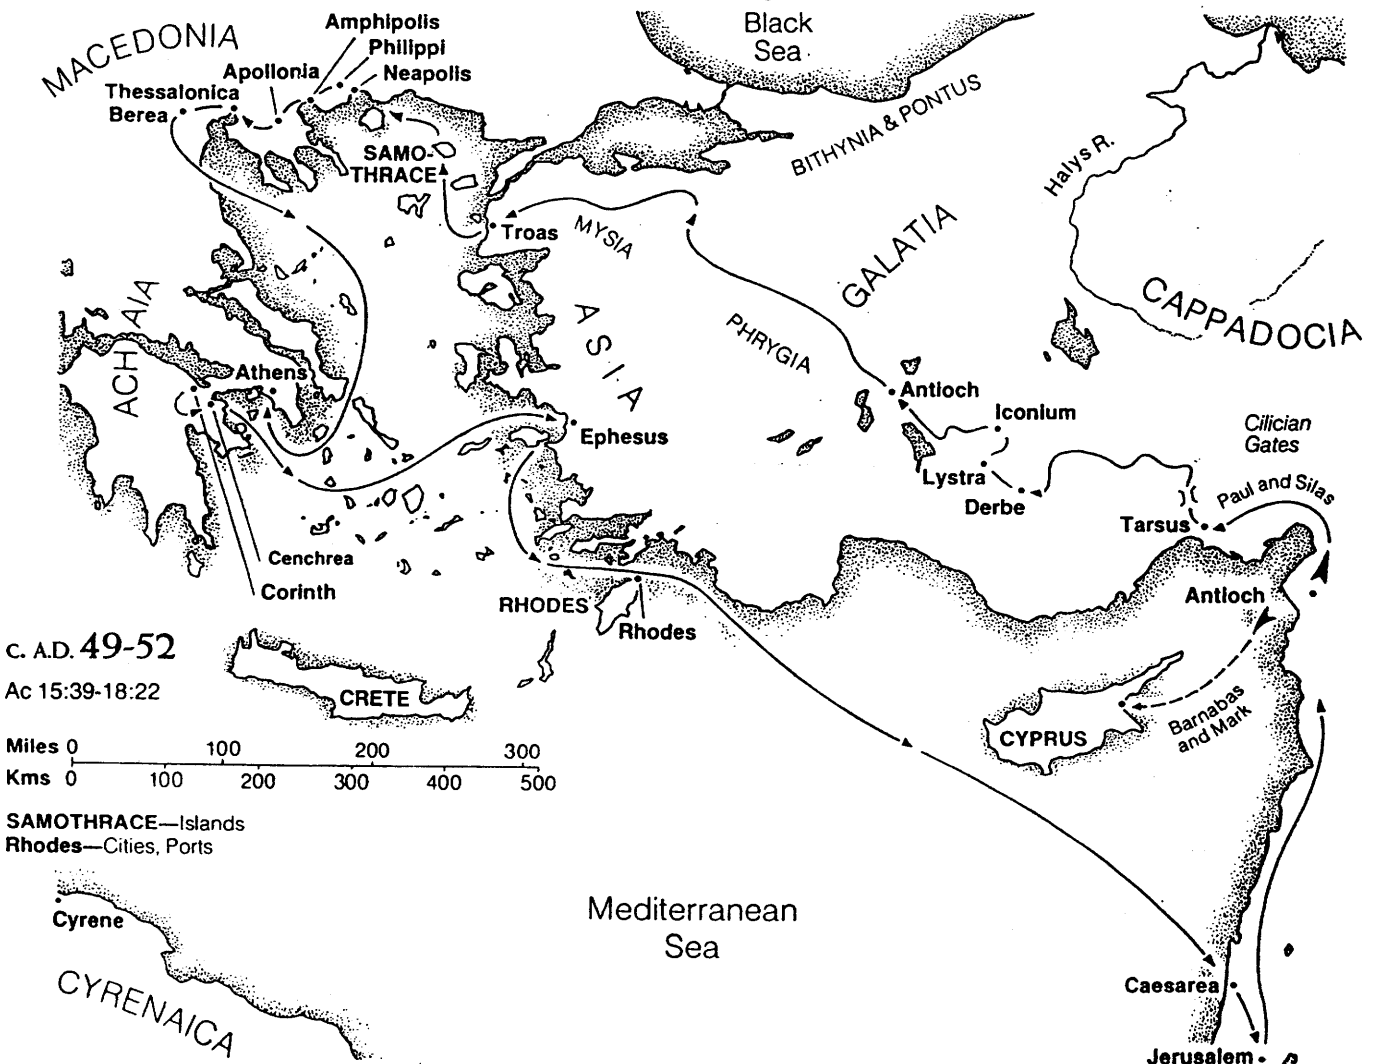 Black
Sea
Amphipolis
Philippi
Neapolis
MACEDONIA
Apollonia
Thessalonica
Berea
SAMO-
THRACE
BITHYNIA & PONTUS
Halys R.
Troas
MYSIA
GALATIA
CAPPADOCIA
ASIA
PHRYGIA
ACHAIA
Athens
Antioch
Iconium
Ephesus
Cilician
Gates
Lystra
Derbe
Paul and Silas
Tarsus
Cenchrea
Corinth
Antioch
RHODES
Rhodes
c. A.D. 49-52
Ac 15:39-18:22
CRETE
CYPRUS
Barnabas
and Mark
Miles 0 100 200 300
Kms 0 100 200 300 400 500
SAMOTHRACE—Islands
Rhodes—Cities, Ports
Mediterranean
Sea
Cyrene
CYRENAICA
Caesarea
Jerusalem